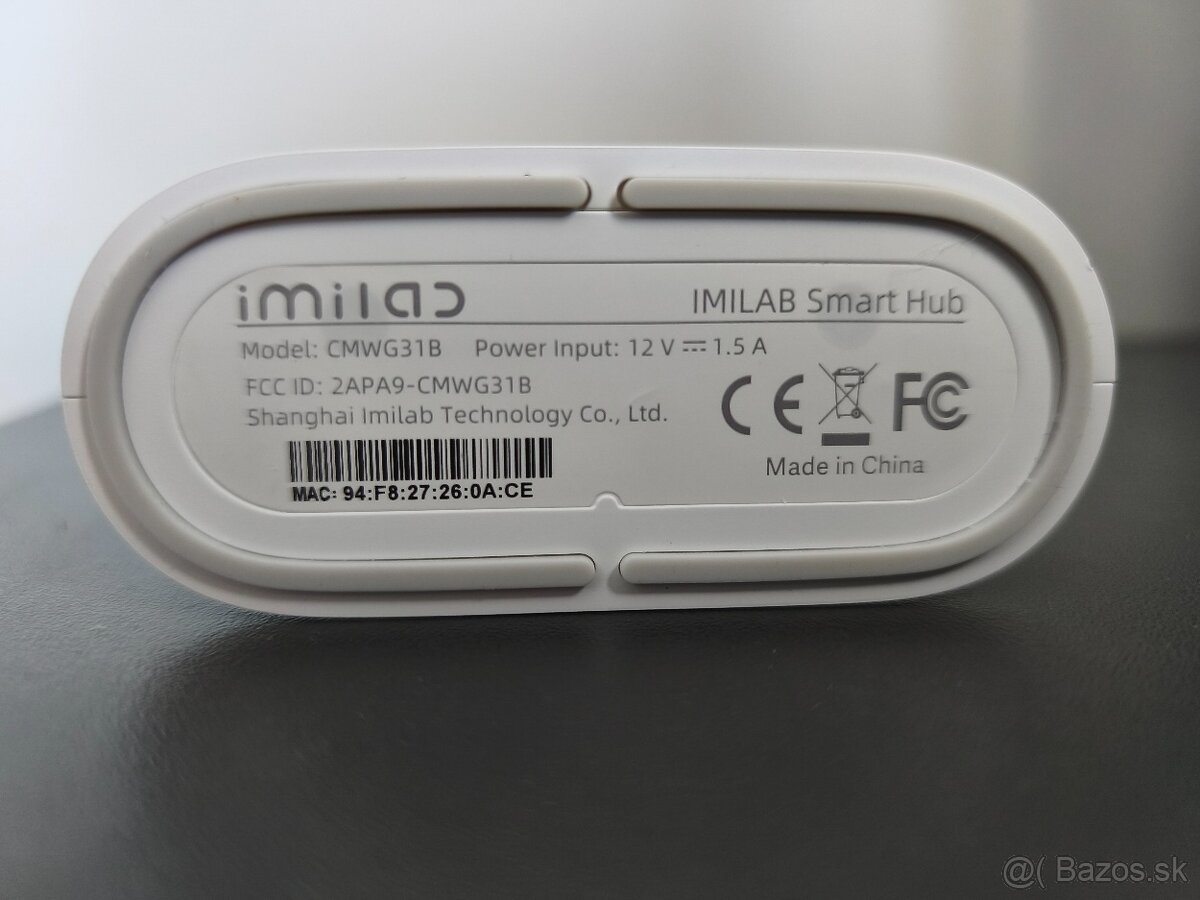 imilab IMILAB Smart Hub
Model: CMWG31B Power Input: 12 V ⎓ 1.5 A
FCC ID: 2APA9-CMWG31B
Shanghai Imilab Technology Co., Ltd.
CE FC
Made in China
MAC: 94:F8:27:26:0A:CE
@( Bazos.sk